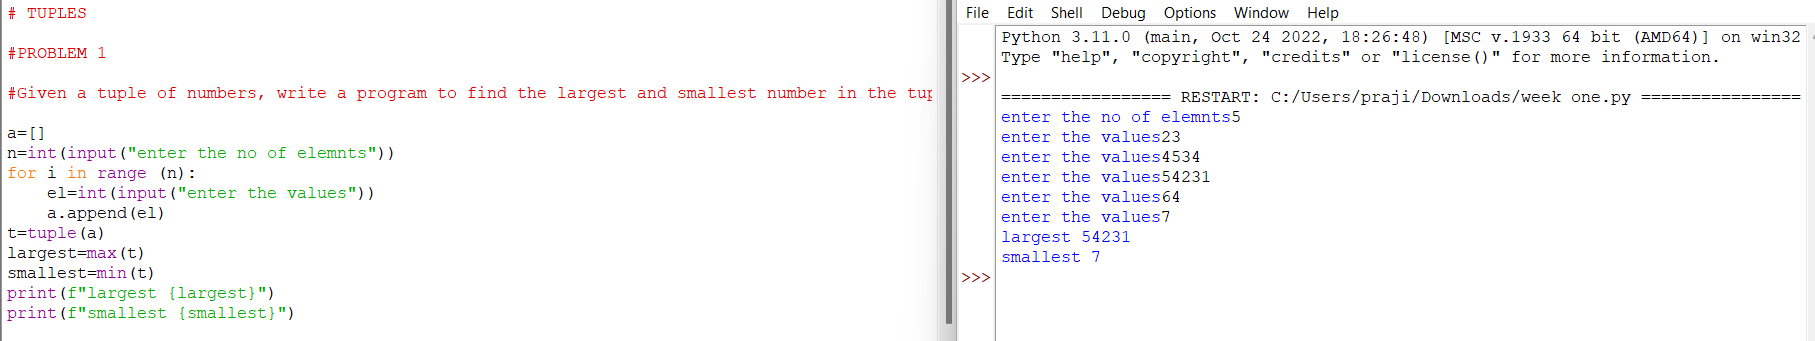 # TUPLES
#PROBLEM 1
#Given a tuple of numbers, write a program to find the largest and smallest number in the tup
a=[]
n=int(input("enter the no of elemnts"))
for i in range (n):
    el=int(input("enter the values"))
    a.append(el)
t=tuple(a)
largest=max(t)
smallest=min(t)
print(f"largest {largest}")
print(f"smallest {smallest}")
File Edit Shell Debug Options Window Help
Python 3.11.0 (main, Oct 24 2022, 18:26:48) [MSC v.1933 64 bit (AMD64)] on win32
Type "help", "copyright", "credits" or "license()" for more information.
>>>
================= RESTART: C:/Users/praji/Downloads/week one.py ================
enter the no of elemnts5
enter the values23
enter the values4534
enter the values54231
enter the values64
enter the values7
largest 54231
smallest 7
>>>